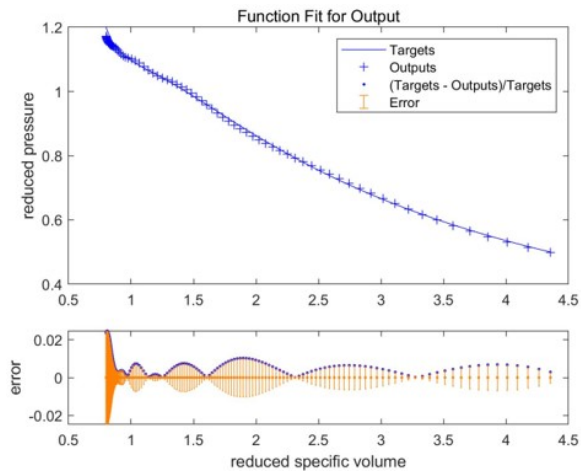 Function Fit for Output
1.2
1
0.8
0.6
0.4
reduced pressure
Targets
Outputs
(Targets - Outputs)/Targets
Error
0.5 1 1.5 2 2.5 3 3.5 4 4.5
0.02
0
-0.02
error
0.5 1 1.5 2 2.5 3 3.5 4 4.5
reduced specific volume